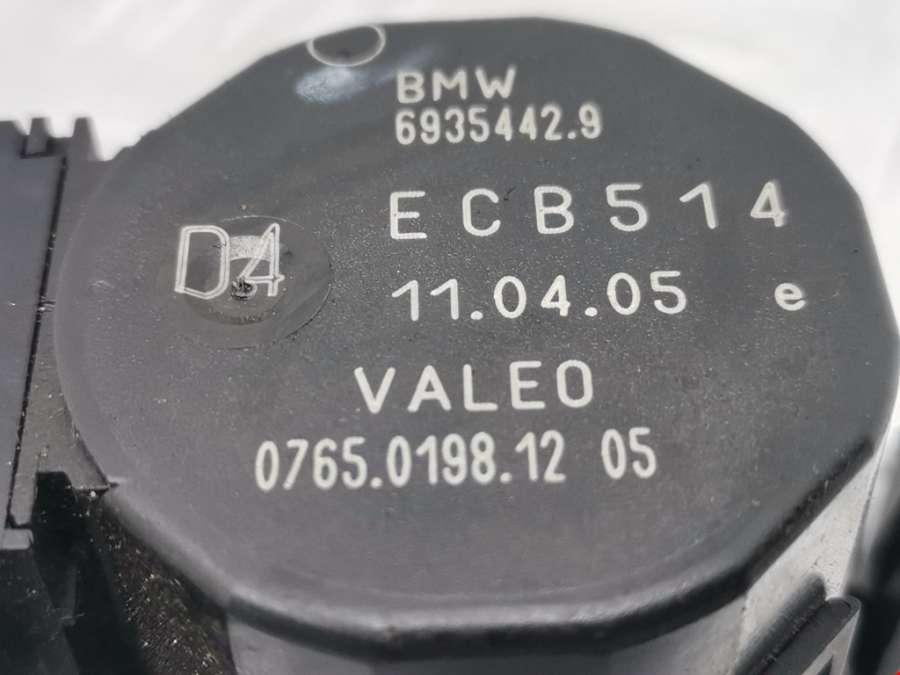 BMW
6935442.9
ECB514
D4
11.04.05 e
VALEO
0765.0198.12 05